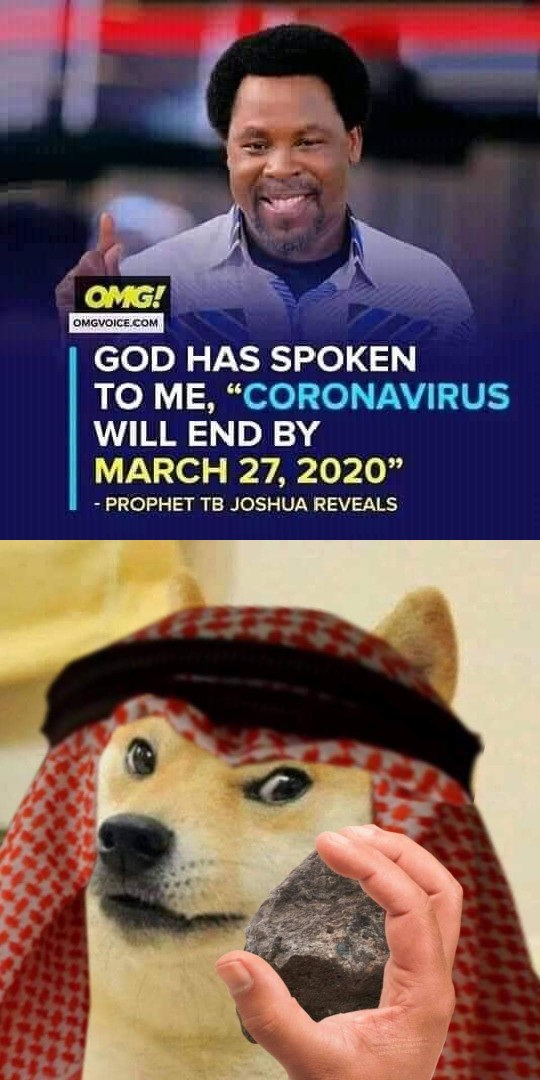 OMG!
OMGVOICE.COM
GOD HAS SPOKEN
TO ME, “CORONAVIRUS
WILL END BY
MARCH 27, 2020”
- PROPHET TB JOSHUA REVEALS